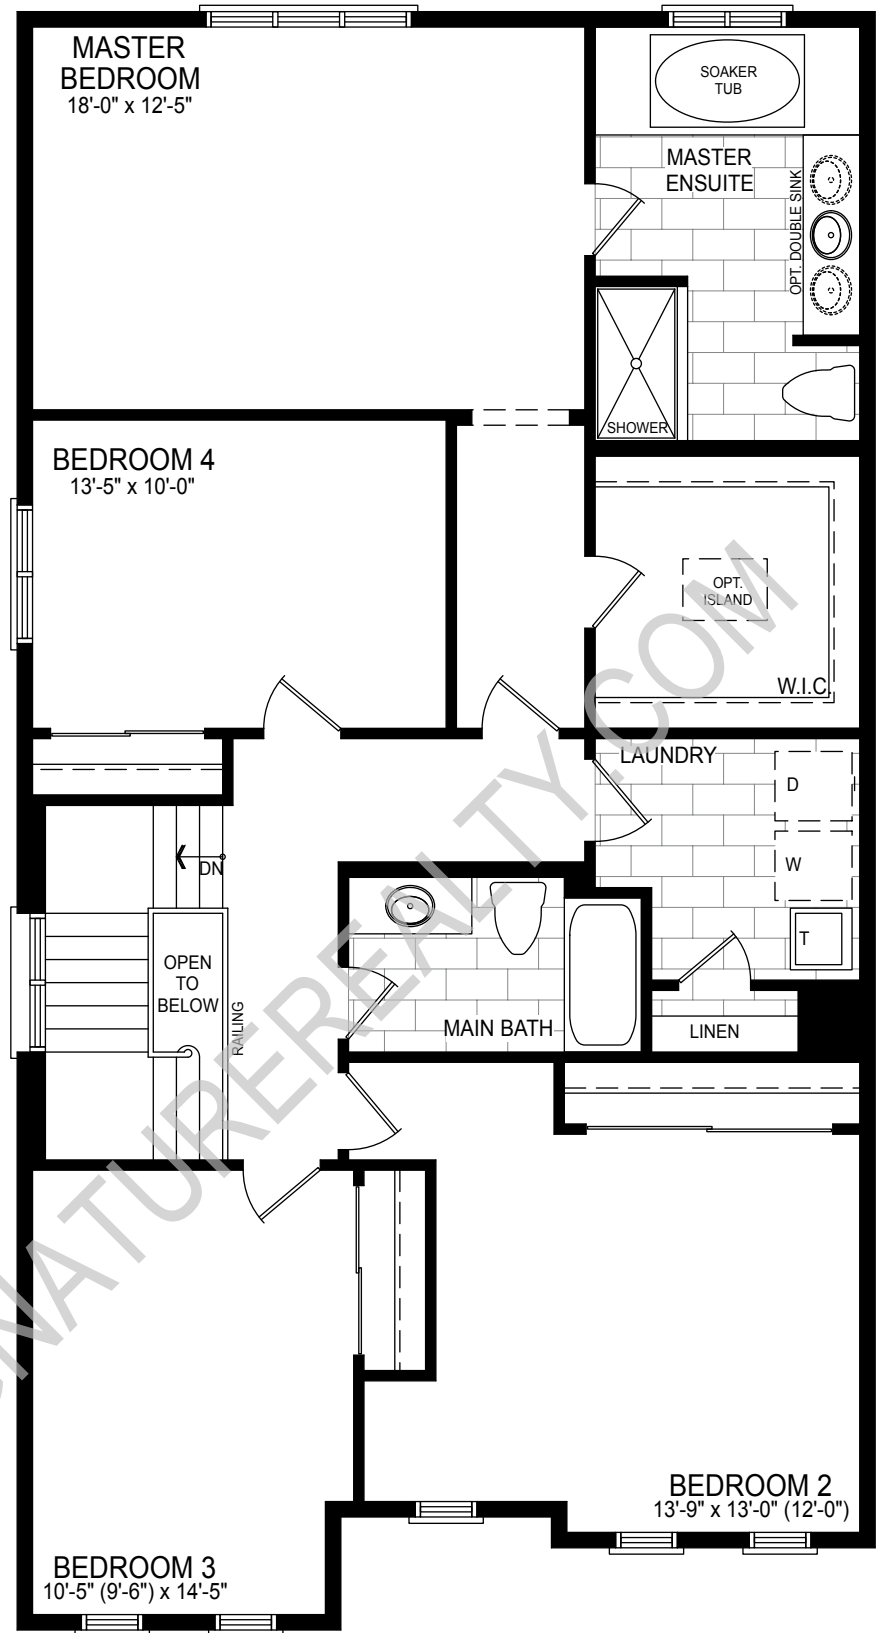 MASTER
BEDROOM
18'-0" x 12'-5"
SOAKER
TUB
MASTER
ENSUITE
OPT. DOUBLE SINK
SHOWER
BEDROOM 4
13'-5" x 10'-0"
OPT.
ISLAND
W.I.C.
LAUNDRY
D
W
T
DN
OPEN
TO
BELOW
RAILING
MAIN BATH
LINEN
BEDROOM 2
13'-9" x 13'-0" (12'-0")
BEDROOM 3
10'-5" (9'-6") x 14'-5"